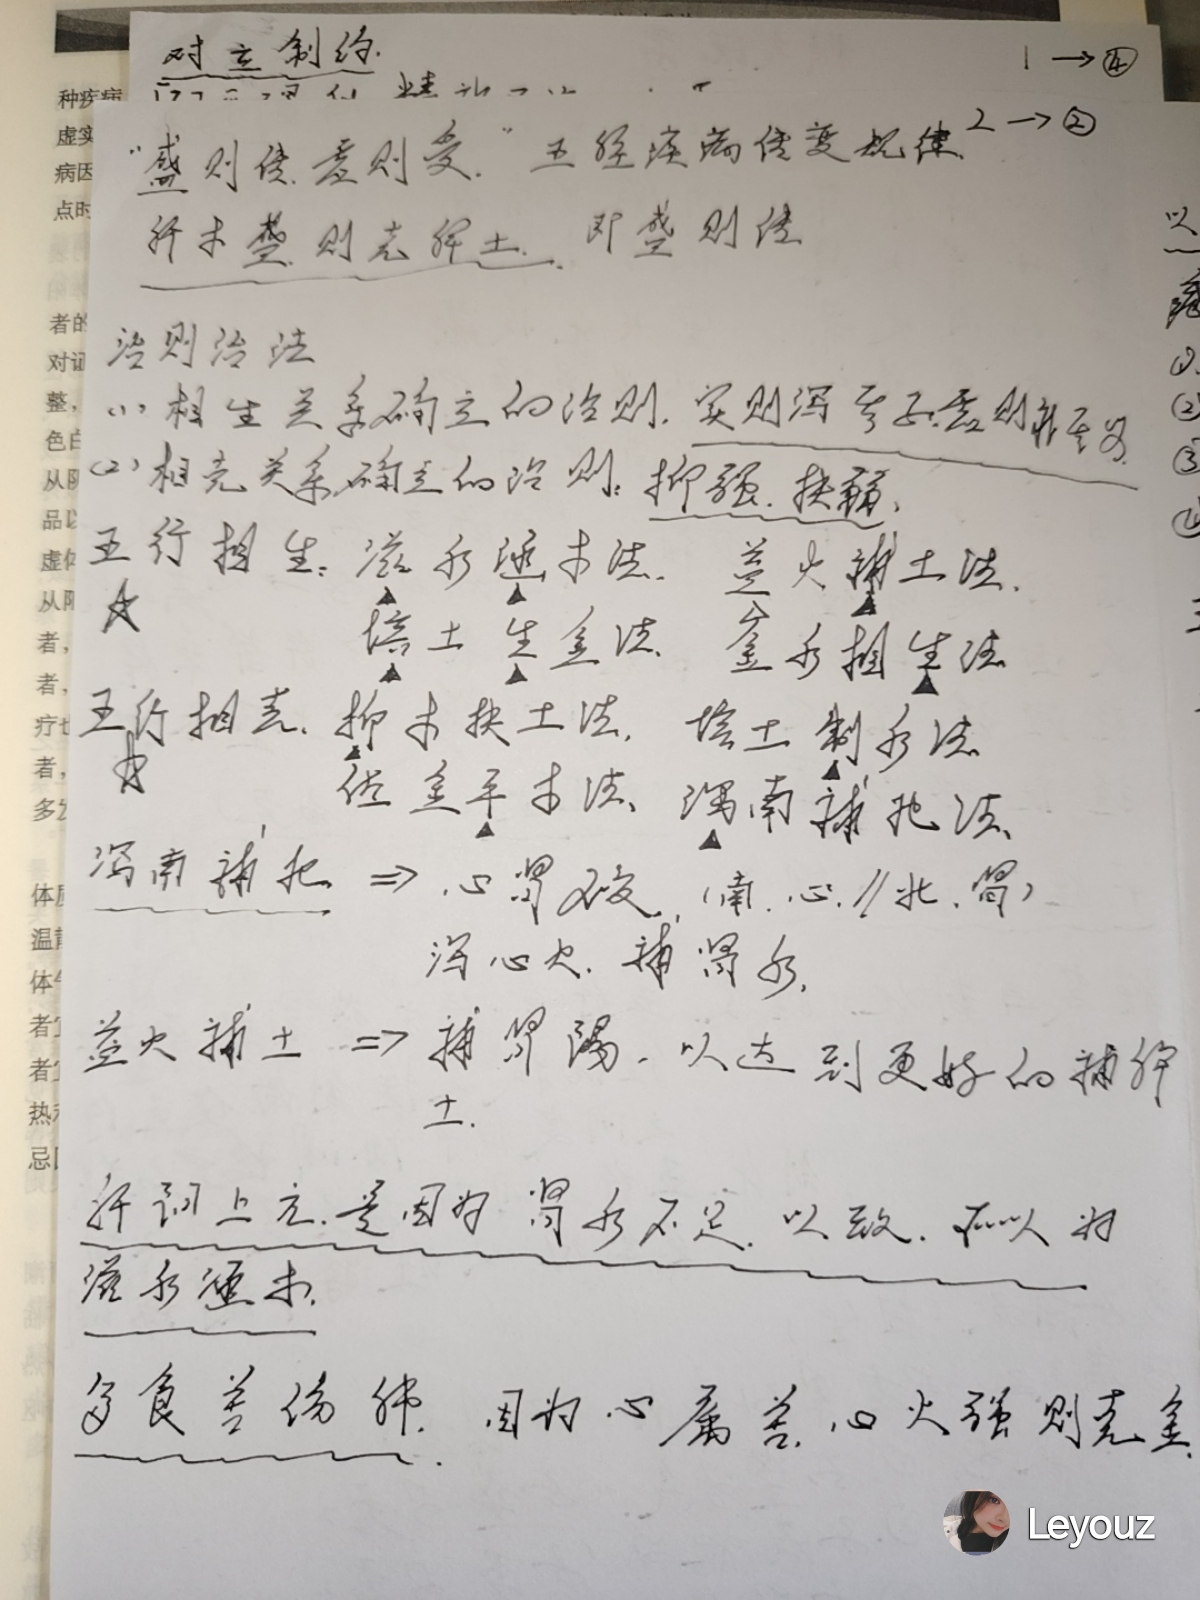 对立制约.
1→④
2→②
"盛则传.虚则受." 五经疾病传变规律.
肝木盛.则克脾土. 即盛则传
治则治法
(1) 相生关系确立的治则.实则泻其子.虚则补其母.
(2) 相克关系确立的治则:抑强.扶弱.
五行相生: 滋水涵木法. 益火补土法.
培土生金法. 金水相生法
五行相克. 抑木扶土法. 培土制水法
佐金平木法、泻南补北法、
泻南补北 => 心肾不交.(南.心.//北.肾)
泻心火.补肾水.
益火补土 => 补肾阳.以达到更好的补脾
土.
肝阳上亢.是因为肾水不足.以致.所以为
滋水涵木.
多食苦伤肺. 因为心属苦.心火强则克金.
种疾病
虚实
病因
点时
者的
对证
整,
色白
从阴
品以
虚体
从阴
者,
者,
疗也
者,
多发
体质
温
体
者宜
者宜
热
忌
以
①.
②
③
④
Leyouz